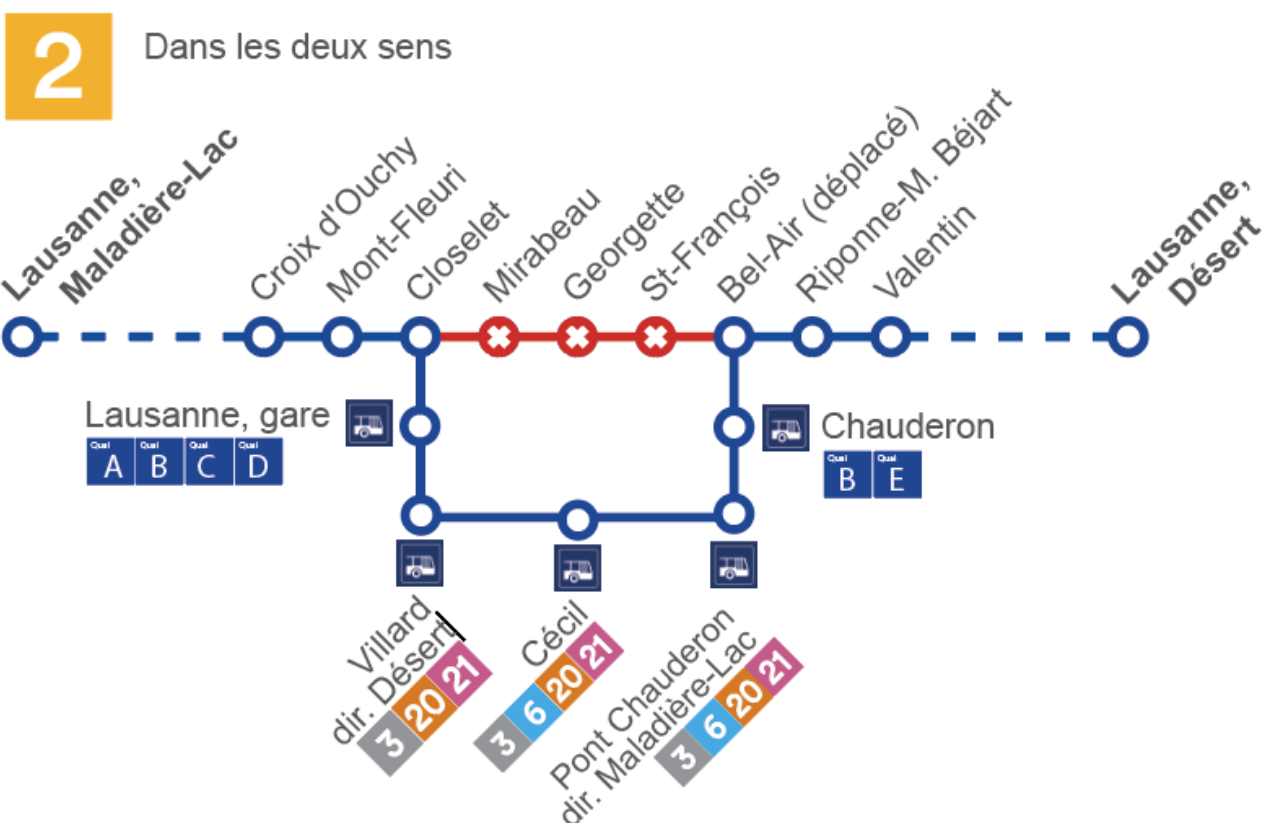 2
Dans les deux sens
Lausanne,
Maladière-Lac
Croix d'Ouchy
Mont-Fleuri
Closelet
Mirabeau
Georgette
St-François
Bel-Air (déplacé)
Riponne-M. Béjart
Valentin
Lausanne,
Désert
Lausanne, gare
Quai A Quai B Quai C Quai D
Chauderon
Quai B Quai E
Villard
dir. Désert
3 20 21
Cécil
3 6 20 21
Pont Chauderon
dir. Maladière-Lac
3 6 20 21